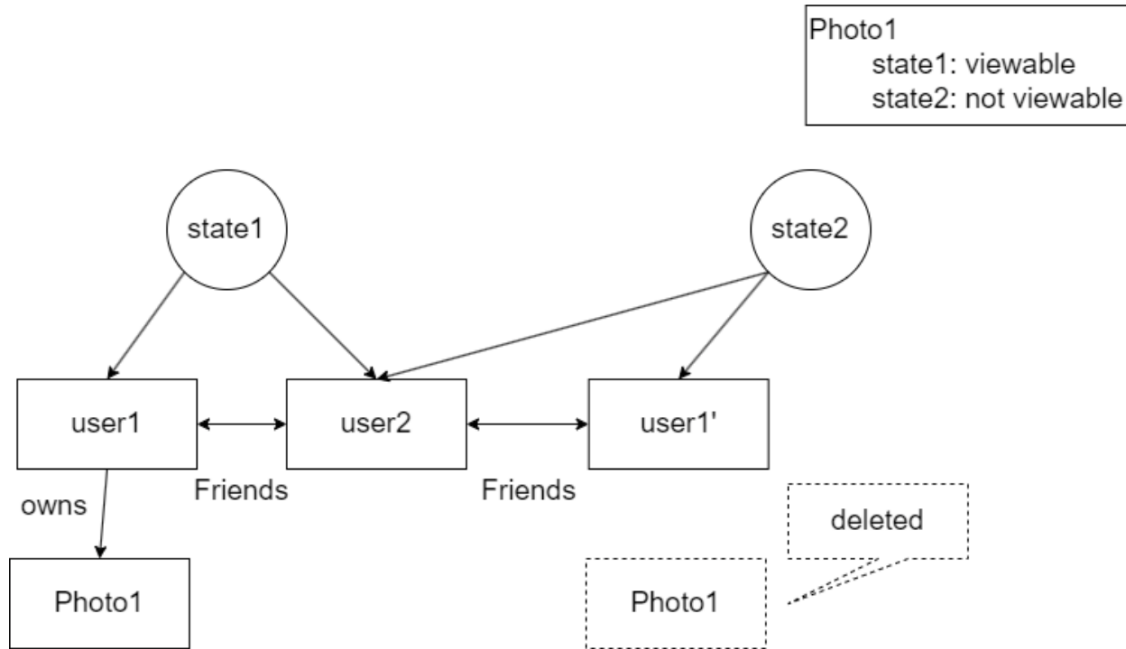 Photo1
state1: viewable
state2: not viewable
state1
state2
user1
user2
user1'
Friends
Friends
owns
deleted
Photo1
Photo1